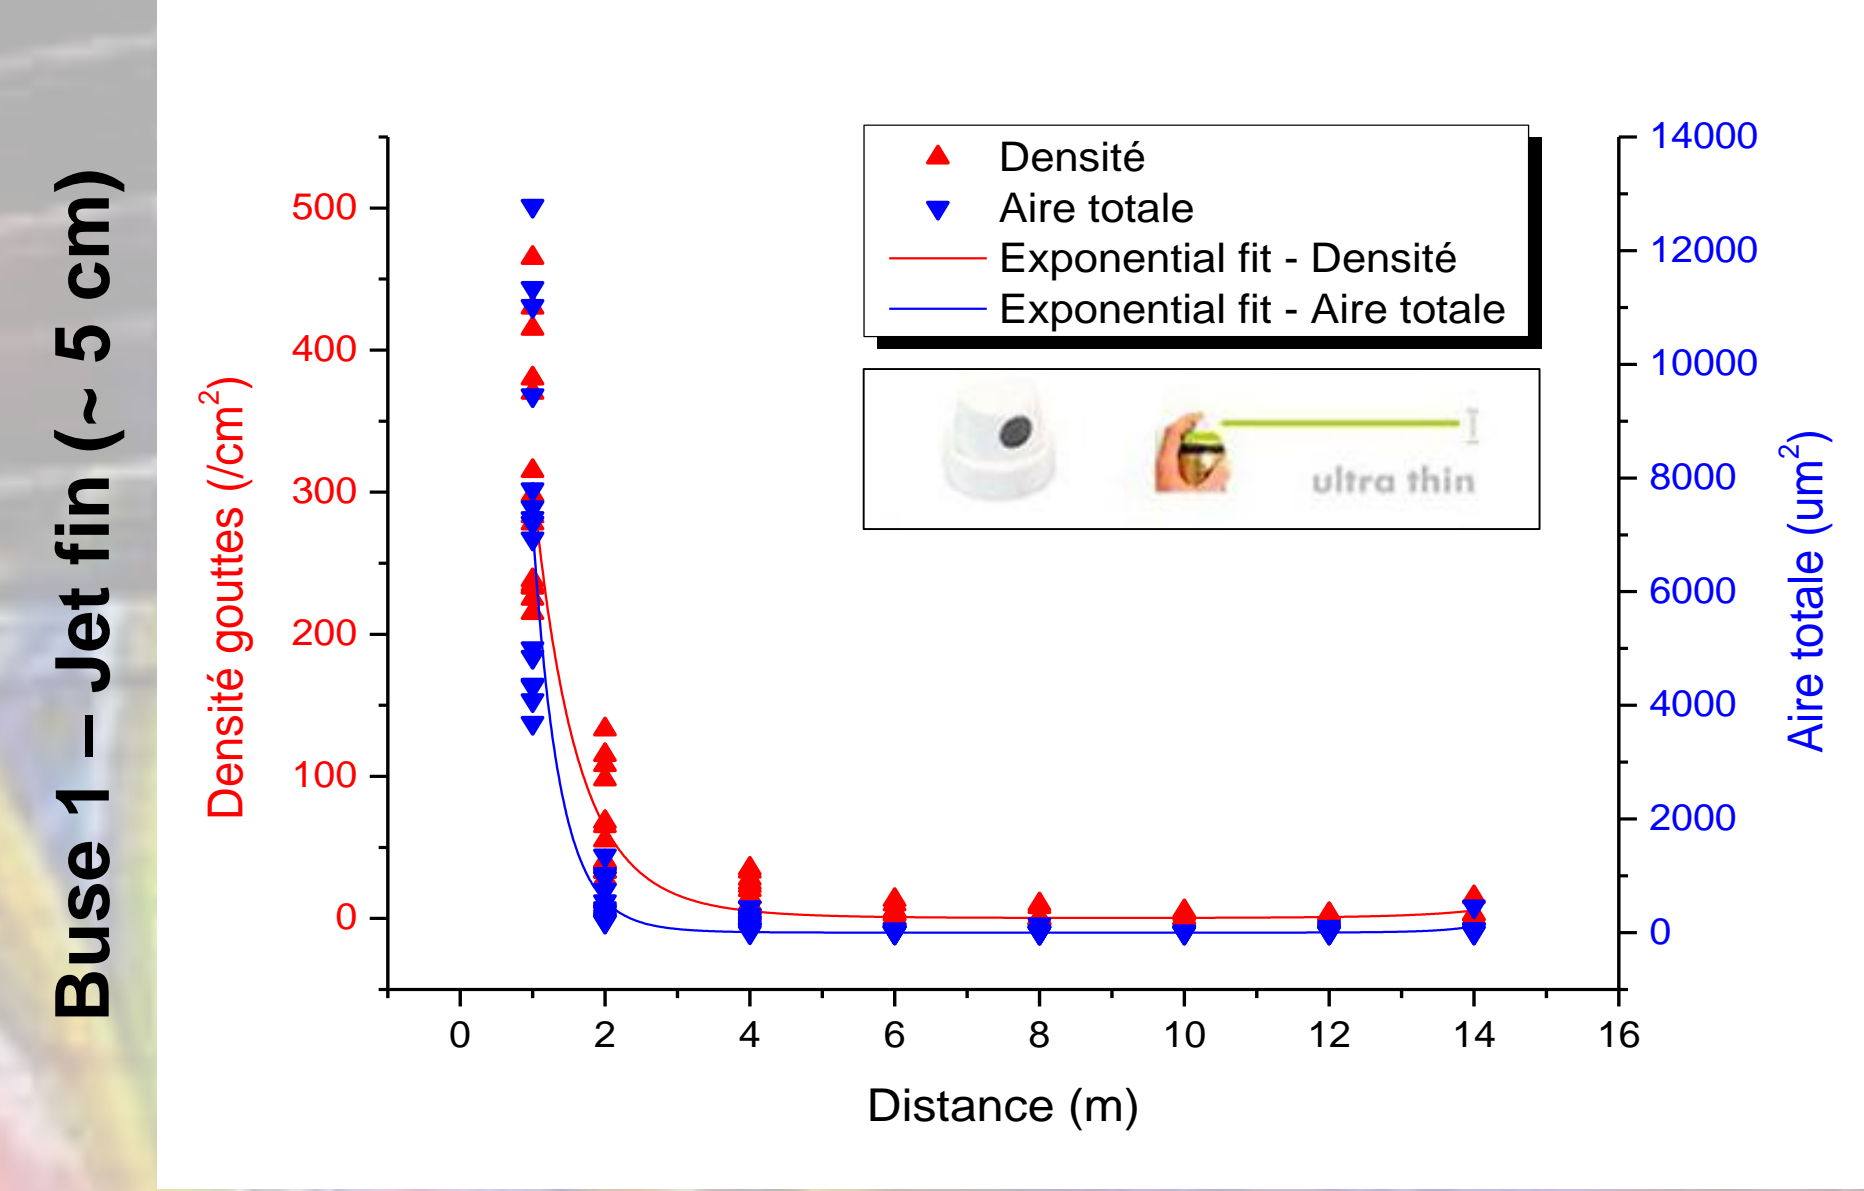 Buse 1 – Jet fin (~ 5 cm)
Densité gouttes (/cm²)
500
400
300
200
100
0
Densité
Aire totale
Exponential fit - Densité
Exponential fit - Aire totale
ultra thin
14000
12000
10000
8000
6000
4000
2000
0
Aire totale (um²)
0 2 4 6 8 10 12 14 16
Distance (m)